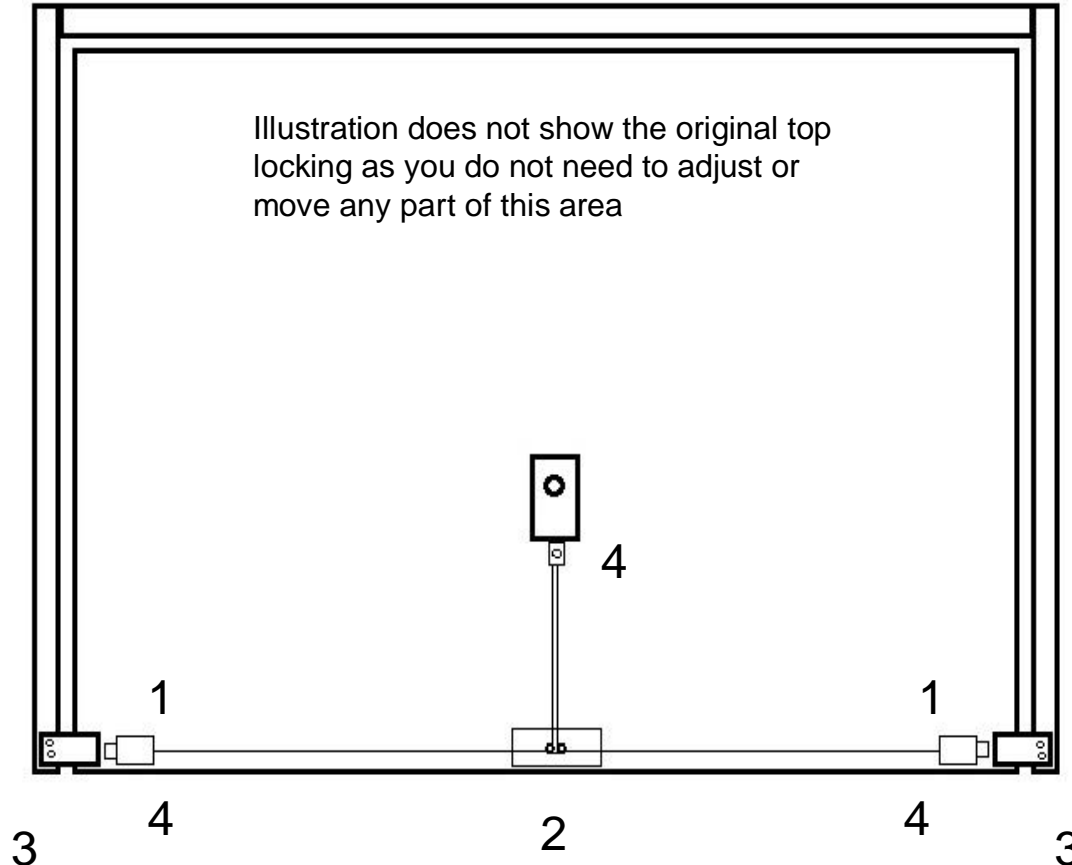 Illustration does not show the original top
locking as you do not need to adjust or
move any part of this area
4
1 1
4 4
3 2 3